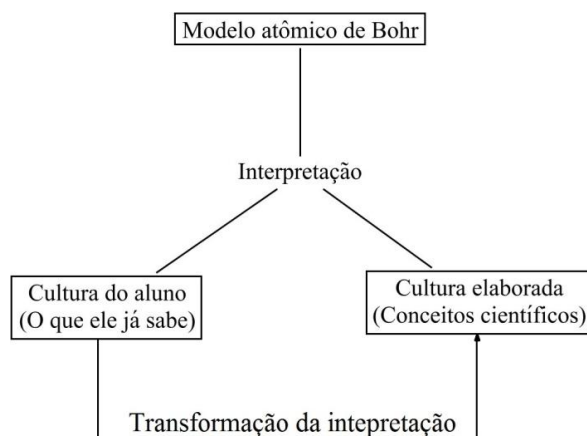 Modelo atômico de Bohr
Interpretação
Cultura do aluno
(O que ele já sabe)
Cultura elaborada
(Conceitos científicos)
Transformação da intepretação